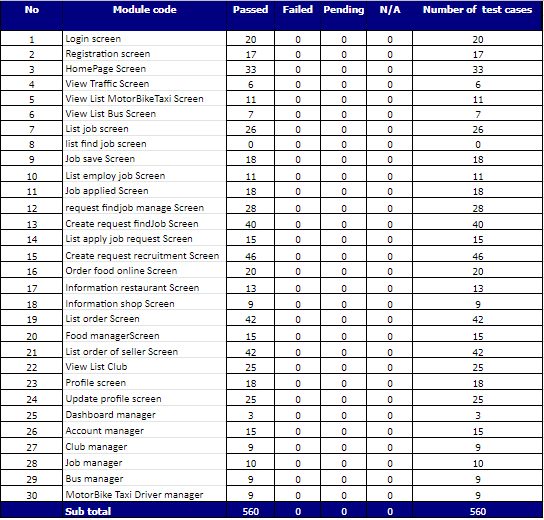 No Module code Passed Failed Pending N/A Number of test cases
1 Login screen 20 0 0 0 20
2 Registration screen 17 0 0 0 17
3 HomePage Screen 33 0 0 0 33
4 View Traffic Screen 6 0 0 0 6
5 View List MotorBikeTaxi Screen 11 0 0 0 11
6 View List Bus Screen 7 0 0 0 7
7 List job screen 26 0 0 0 26
8 list find job screen 0 0 0 0 0
9 Job save Screen 18 0 0 0 18
10 List employ job Screen 11 0 0 0 11
11 Job applied Screen 18 0 0 0 18
12 request findjob manage Screen 28 0 0 0 28
13 Create request findJob Screen 40 0 0 0 40
14 List apply job request Screen 15 0 0 0 15
15 Create request recruitment Screen 46 0 0 0 46
16 Order food online Screen 20 0 0 0 20
17 Information restaurant Screen 13 0 0 0 13
18 Information shop Screen 9 0 0 0 9
19 List order Screen 42 0 0 0 42
20 Food managerScreen 15 0 0 0 15
21 List order of seller Screen 42 0 0 0 42
22 View List Club 25 0 0 0 25
23 Profile screen 18 0 0 0 18
24 Update profile screen 25 0 0 0 25
25 Dashboard manager 3 0 0 0 3
26 Account manager 15 0 0 0 15
27 Club manager 9 0 0 0 9
28 Job manager 10 0 0 0 10
29 Bus manager 9 0 0 0 9
30 MotorBike Taxi Driver manager 9 0 0 0 9
Sub total 560 0 0 0 560